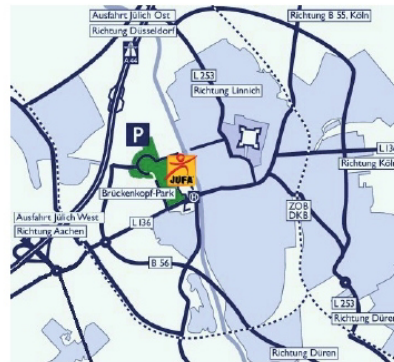 Ausfahrt Jülich Ost
Richtung Düsseldorf
Richtung B 55, Köln
A 44
L 253
Richtung Linnich
P
JUFA
L 136
Richtung Köln
Brückenkopf-Park
H
ZOB
DKB
Ausfahrt Jülich West
Richtung Aachen
L 136
B 56
L 253
Richtung Düren
Richtung Düren